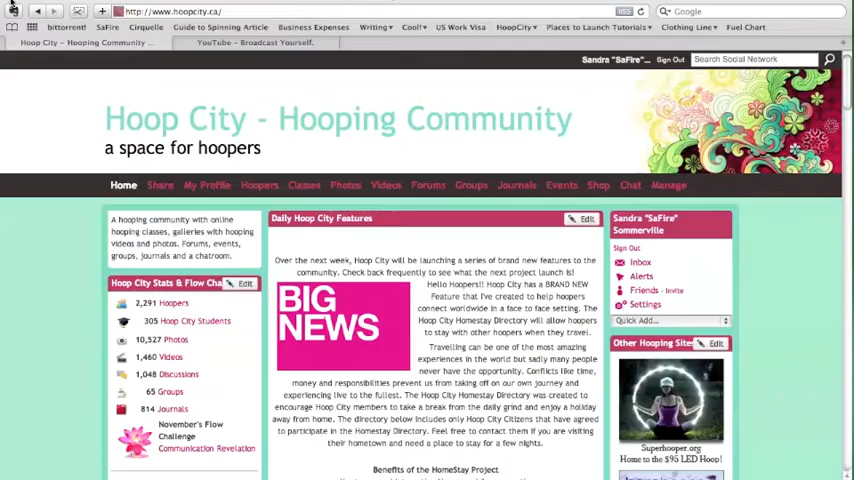 http://www.hoopcity.ca/
RSS
Google
bittorrent!
SaFire
Cirquelle
Guide to Spinning Article
Business Expenses
Writing
Cool!
US Work Visa
HoopCity
Places to Launch Tutorials
Clothing Line
Fuel Chart
Hoop City – Hooping Community ...
YouTube – Broadcast Yourself.
Sandra "SaFire"...
Sign Out
Search Social Network
Hoop City - Hooping Community
a space for hoopers
Home Share My Profile Hoopers Classes Photos Videos Forums Groups Journals Events Shop Chat Manage
A hooping community with online
hooping classes, galleries with hooping
videos and photos. Forums, events,
groups, journals and a chatroom.
Hoop City Stats & Flow Cha
Edit
2,291 Hoopers
305 Hoop City Students
10,527 Photos
1,460 Videos
1,048 Discussions
65 Groups
814 Journals
November's Flow
Challenge
Communication Revelation
Daily Hoop City Features
Edit
Over the next week, Hoop City will be launching a series of brand new features to the
community. Check back frequently to see what the next project launch is!
BIG
NEWS
Hello Hoopers!! Hoop City has a BRAND NEW
Feature that I've created to help hoopers
connect worldwide in a face to face setting. The
Hoop City Homestay Directory will allow hoopers
to stay with other hoopers when they travel.
Travelling can be one of the most amazing
experiences in the world but sadly many people
never have the opportunity. Conflicts like time,
money and responsibilities prevent us from taking off on our own journey and
experiencing live to the fullest. The Hoop City Homestay Directory was created to
encourage Hoop City members to take a break from the daily grind and enjoy a holiday
away from home. The directory below includes only Hoop City Citizens that have agreed
to participate in the Homestay Directory. Feel free to contact them if you are visiting
their hometown and need a place to stay for a few nights.
Benefits of the HomeStay Project
Sandra "SaFire"
Sommerville
Sign Out
Inbox
Alerts
Friends - Invite
Settings
Quick Add...
Other Hooping Sites
Edit
Superhooper.org
Home to the $95 LED Hoop!